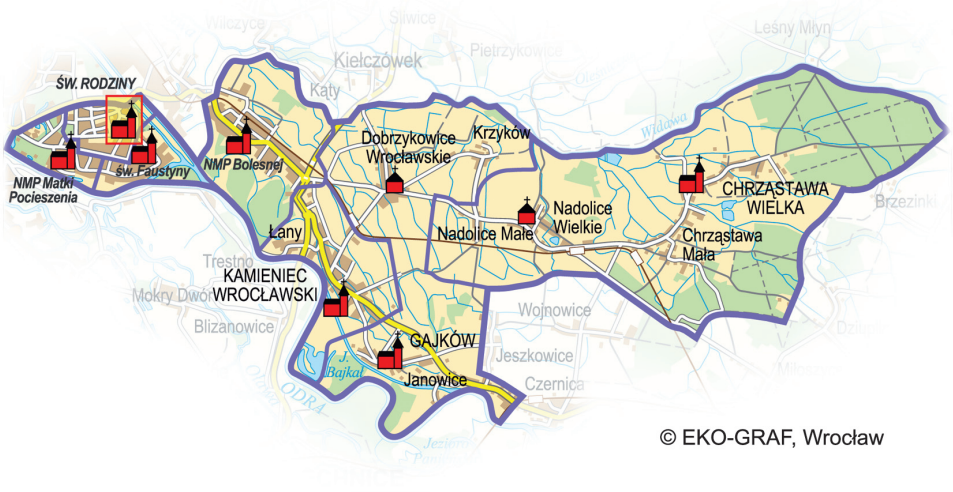 Wilczyce
Śliwice
Leśny Młyn
Pietrzykowice
Kiełczówek
Kąty
ŚW. RODZINY
Widawa
Dobrzykowice
Wrocławskie
Krzyków
NMP Matki
Pocieszenia
św. Faustyny
NMP Bolesnej
CHRZĄSTAWA
WIELKA
Brzezinki
Nadolice
Wielkie
Nadolice Małe
Łany
Chrząstawa
Mała
Trestno
KAMIENIEC
WROCŁAWSKI
Mokry Dwór
Blizanowice
Wojnowice
GAJKÓW
Jeszkowice
J.
Bajkał
Janowice
Czernica
ODRA
© EKO-GRAF, Wrocław